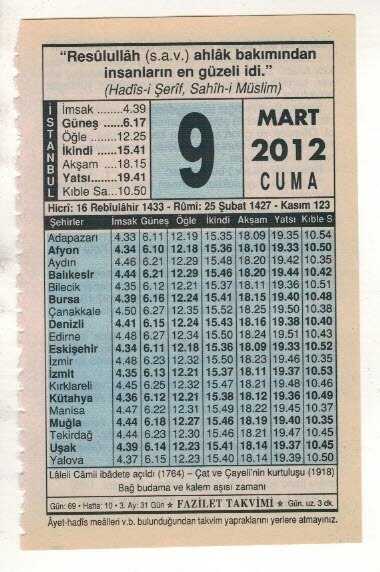 “Resûlullâh (s.a.v.) ahlâk bakımından
insanların en güzeli idi.”
(Hadîs-i Şerîf, Sahîh-i Müslim)
İSTANBUL
İmsak ........4.39
Güneş ......6.17
Öğle ........12.25
İkindi ......15.41
Akşam ....18.15
Yatsı.......19.41
Kıble Sa...10.50
9
MART
2012
CUMA
Hicrî: 16 Rebîulâhir 1433 - Rûmi: 25 Şubat 1427 - Kasım 123
Şehirler İmsak Güneş Öğle İkindi Akşam Yatsı Kıble S
Adapazarı 4.33 6.11 12.19 15.35 18.09 19.35 10.54
Afyon 4.34 6.10 12.18 15.36 18.10 19.33 10.50
Aydın 4.46 6.21 12.29 15.48 18.20 19.42 10.35
Balıkesir 4.44 6.21 12.29 15.46 18.20 19.44 10.42
Bilecik 4.35 6.12 12.21 15.37 18.11 19.36 10.51
Bursa 4.39 6.16 12.24 15.41 18.15 19.40 10.48
Çanakkale 4.50 6.27 12.35 15.52 18.25 19.50 10.39
Denizli 4.41 6.15 12.24 15.43 18.16 19.38 10.40
Edirne 4.48 6.27 12.34 15.50 18.24 19.51 10.43
Eskişehir 4.34 6.11 12.18 15.36 18.09 19.33 10.52
İzmir 4.48 6.23 12.32 15.50 18.23 19.46 10.35
İzmit 4.35 6.13 12.21 15.37 18.11 19.37 10.53
Kırklareli 4.45 6.25 12.32 15.47 18.21 19.48 10.46
Kütahya 4.36 6.12 12.21 15.38 18.12 19.36 10.49
Manisa 4.47 6.22 12.31 15.49 18.22 19.45 10.37
Muğla 4.44 6.18 12.27 15.46 18.19 19.40 10.35
Tekirdağ 4.44 6.23 12.30 15.46 18.21 19.47 10.45
Uşak 4.39 6.14 12.23 15.41 18.14 19.37 10.45
Yalova 4.37 6.15 12.23 15.39 18.14 19.39 10.50
Lâleli Câmii ibâdete açıldı (1764) – Çat ve Çayeli'nin kurtuluşu (1918)
Bağ budama ve kalem aşısı zamanı
Gün: 69 • Hafta: 10 • 3. Ay: 31 Gün ★ FAZİLET TAKVİMİ ★ Gün. uz. 3 dk.
Âyet-hadîs meâlleri v.b. bulunduğundan takvim yapraklarını yerlere atmayınız.